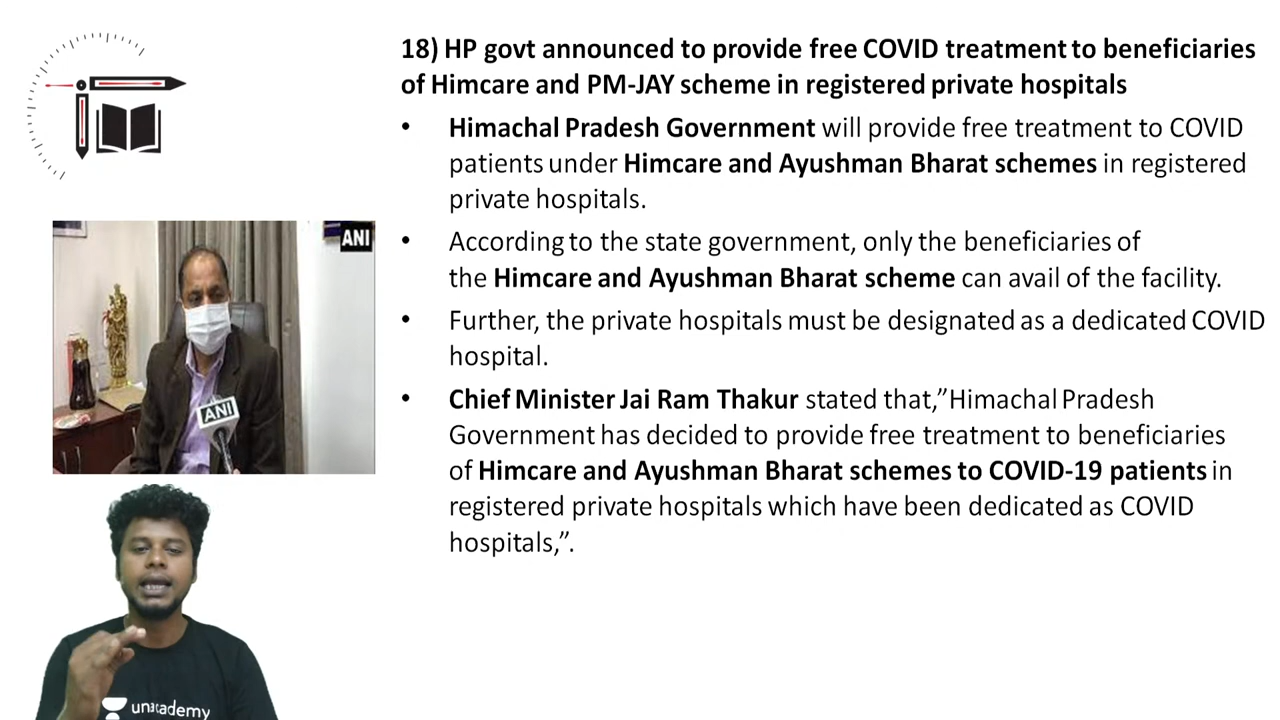 18) HP govt announced to provide free COVID treatment to beneficiaries
of Himcare and PM-JAY scheme in registered private hospitals
• Himachal Pradesh Government will provide free treatment to COVID
patients under Himcare and Ayushman Bharat schemes in registered
private hospitals.
• According to the state government, only the beneficiaries of
the Himcare and Ayushman Bharat scheme can avail of the facility.
• Further, the private hospitals must be designated as a dedicated COVID
hospital.
• Chief Minister Jai Ram Thakur stated that,”Himachal Pradesh
Government has decided to provide free treatment to beneficiaries
of Himcare and Ayushman Bharat schemes to COVID-19 patients in
registered private hospitals which have been dedicated as COVID
hospitals,”.
ANI
ANI
unacademy